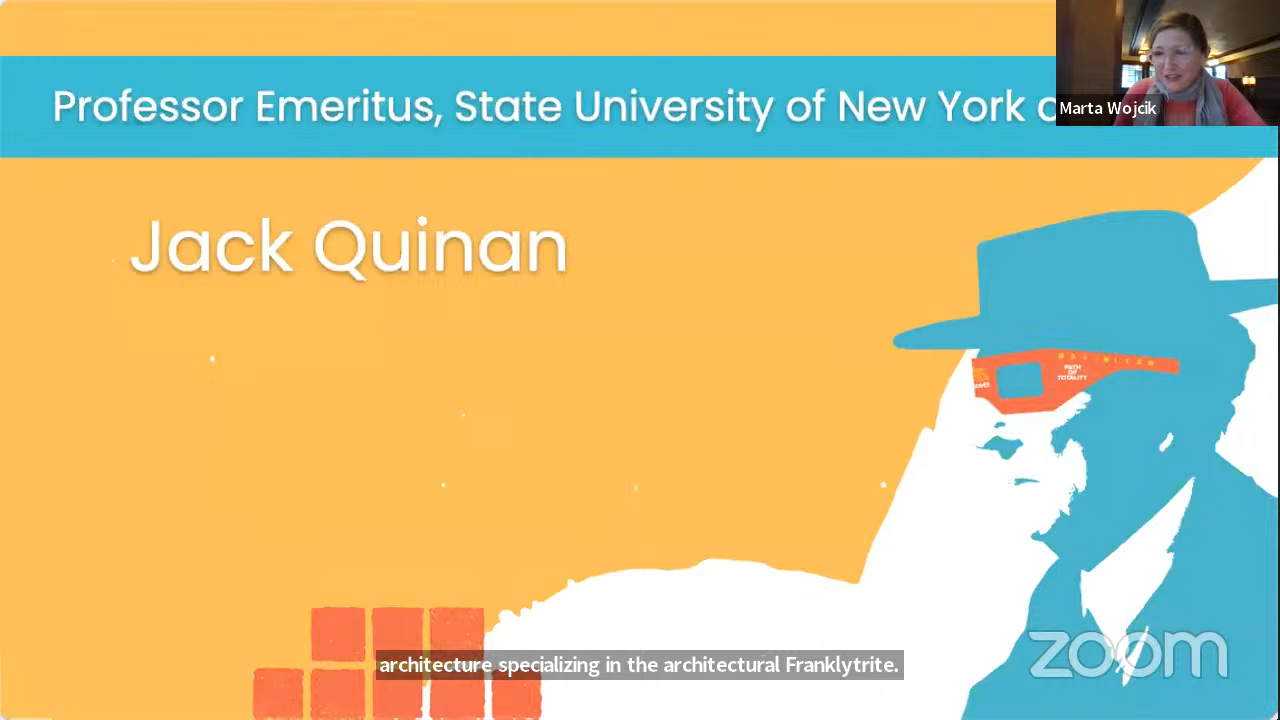 Professor Emeritus, State University of New York
Marta Wojcik
Jack Quinan
PATH
OF
TOTALITY
architecture specializing in the architectural Franklytrite.
zoom